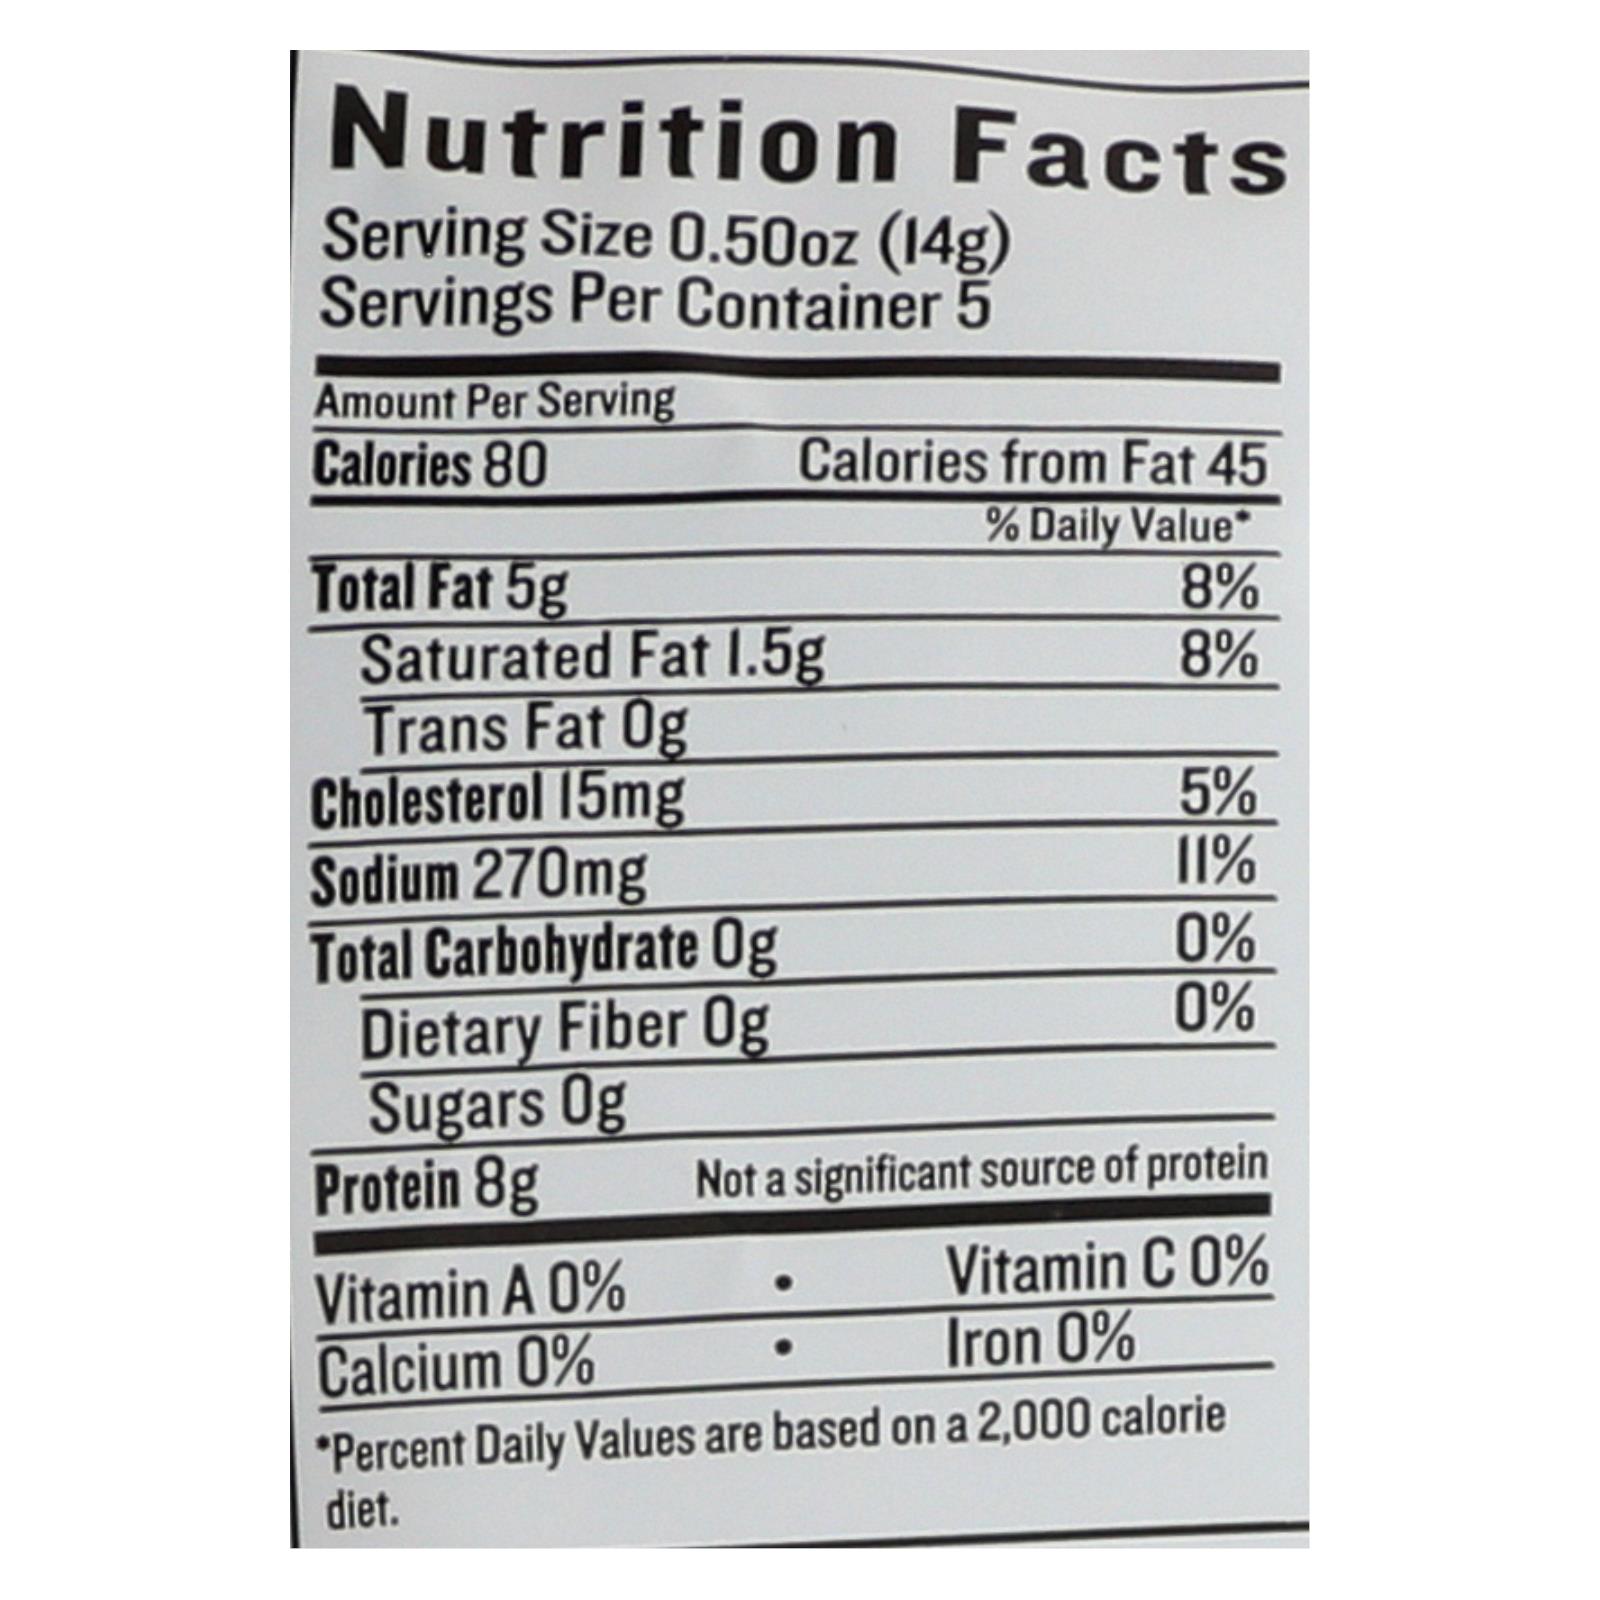 Nutrition Facts
Serving Size 0.50oz (14g)
Servings Per Container 5
Amount Per Serving
Calories 80 Calories from Fat 45
% Daily Value*
Total Fat 5g 8%
Saturated Fat 1.5g 8%
Trans Fat 0g
Cholesterol 15mg 5%
Sodium 270mg 11%
Total Carbohydrate 0g 0%
Dietary Fiber 0g 0%
Sugars 0g
Protein 8g Not a significant source of protein
Vitamin A 0% • Vitamin C 0%
Calcium 0% • Iron 0%
*Percent Daily Values are based on a 2,000 calorie
diet.